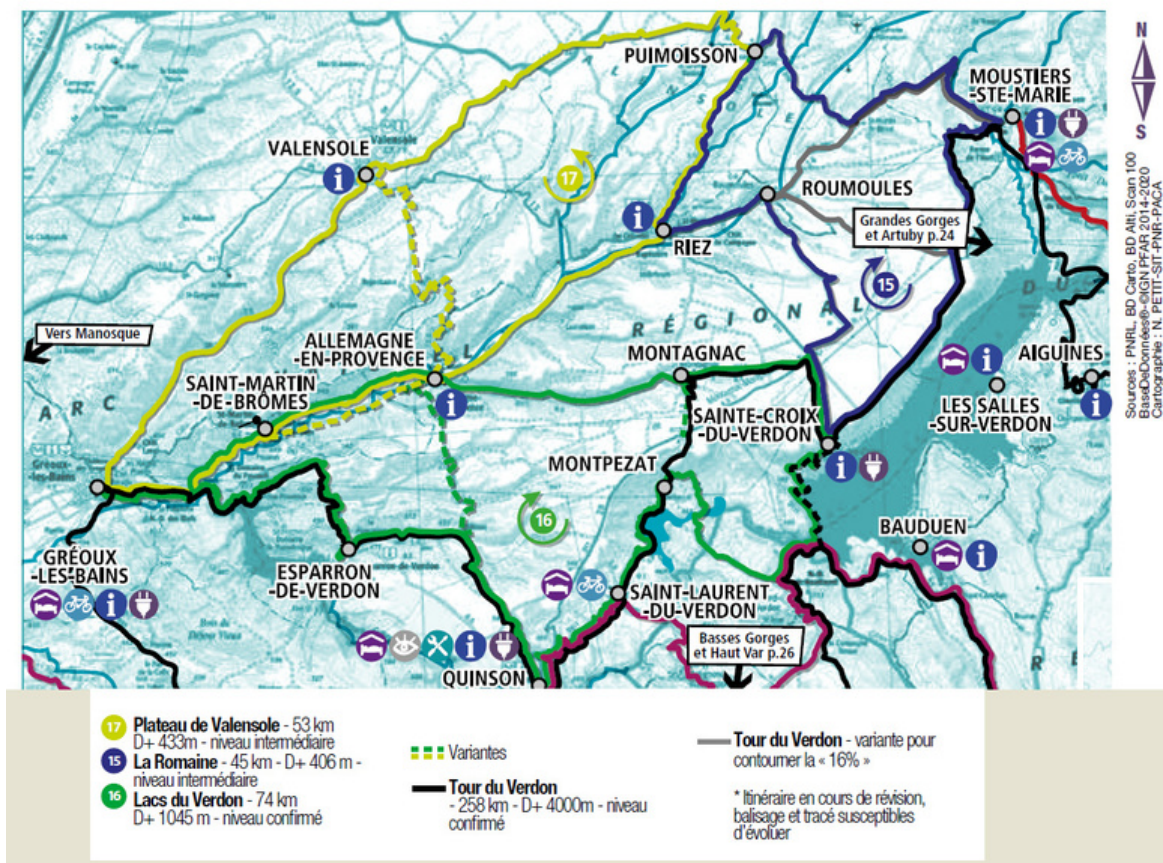 N
S
PUIMOISSON
MOUSTIERS
-STE-MARIE
VALENSOLE
Valensole
17
ROUMOULES
Grandes Gorges
et Artuby p.24
RIEZ
15
RÉGIONAL
DU
Vers Manosque
ALLEMAGNE
-EN-PROVENCE
MONTAGNAC
AIGUINES
SAINT-MARTIN
-DE-BRÔMES
ARC
SAINTE-CROIX
-DU-VERDON
LES SALLES
-SUR-VERDON
MONTPEZAT
Gréoux
-les-Bains
16
BAUDUEN
GRÉOUX
-LES-BAINS
ESPARRON
-DE-VERDON
SAINT-LAURENT
-DU-VERDON
Basses Gorges
et Haut Var p.26
QUINSON
Sources : PNRL, BD Carto, BD Alti, Scan 100
BaseDeDonnées®-©IGN PFAR 2014-2020
Cartographie : N. PETIT-SIT-PNR-PACA
17 Plateau de Valensole - 53 km
D+ 433m - niveau intermédiaire
15 La Romaine - 45 km - D+ 406 m -
niveau intermédiaire
16 Lacs du Verdon - 74 km
D+ 1045 m - niveau confirmé
Variantes
Tour du Verdon
- 258 km - D+ 4000m - niveau
confirmé
Tour du Verdon - variante pour
contourner la « 16% »
* Itinéraire en cours de révision,
balisage et tracé susceptibles
d'évoluer